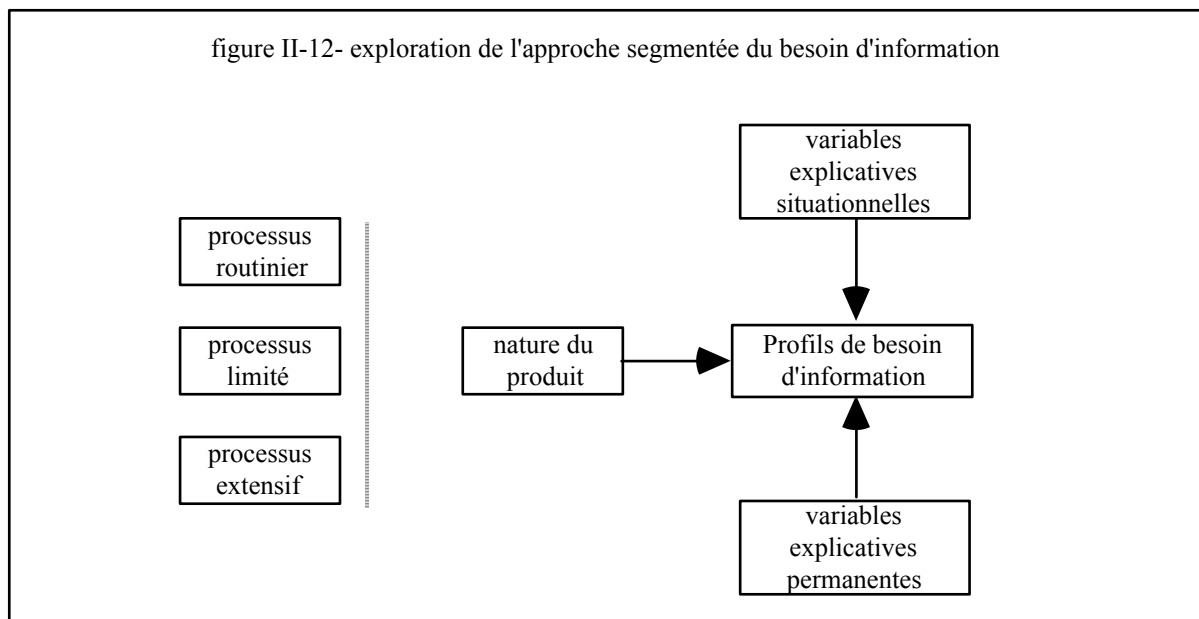 figure II-12- exploration de l'approche segmentée du besoin d'information
variables
explicatives
situationnelles
processus
routinier
processus
limité
nature du
produit
Profils de besoin
d'information
processus
extensif
variables
explicatives
permanentes